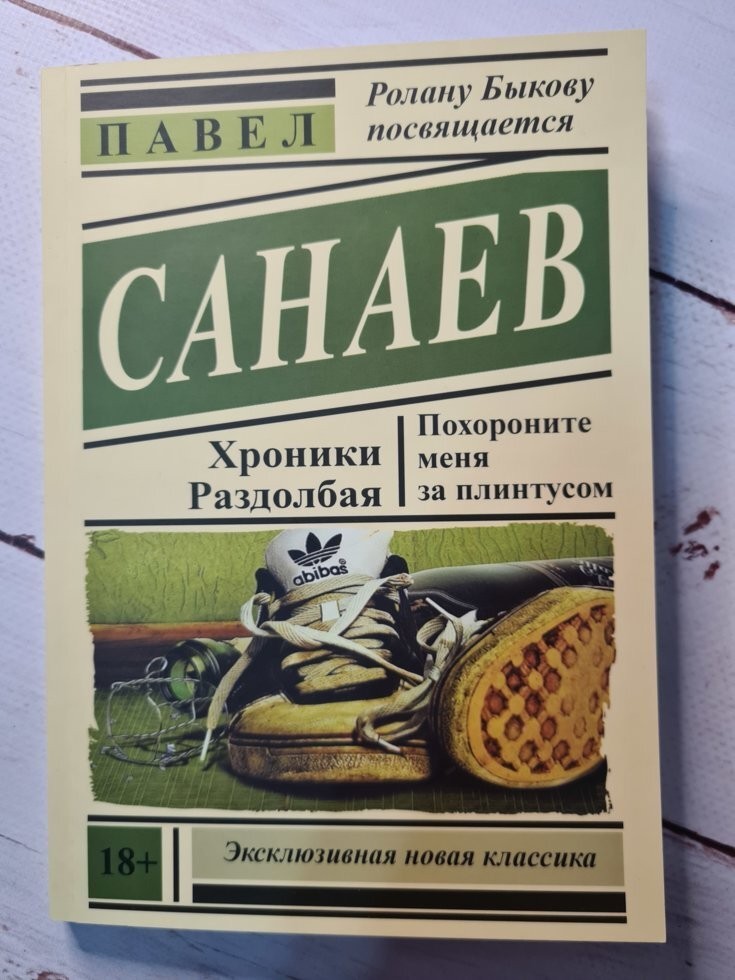 ПАВЕЛ
Ролану Быкову
посвящается
САНАЕВ
Хроники
Раздолбая
Похороните
меня
за плинтусом
abibas
18+
Эксклюзивная новая классика